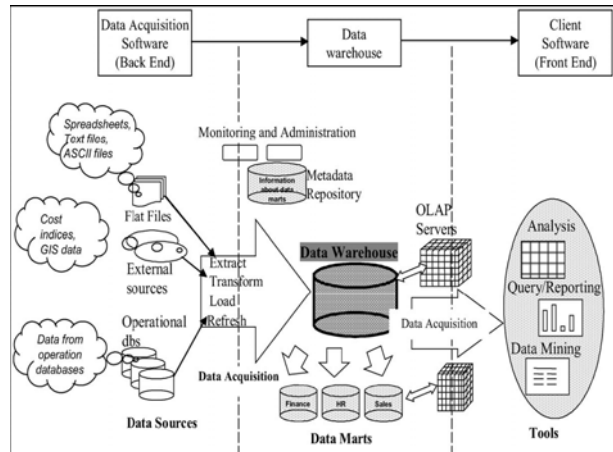 Data Acquisition
Software
(Back End)
Data
warehouse
Client
Software
(Front End)
Spreadsheets,
Text files,
ASCII files
Monitoring and Administration
Information
about data
marts
Metadata
Repository
Flat Files
Cost
indices,
GIS data
External
sources
Extract
Transform
Load
Refresh
OLAP
Servers
Data Warehouse
Analysis
Query/Reporting
Data Mining
Operational
dbs
Data from
operation
databases
Data Acquisition
Data Acquisition
Finance
HR
Sales
Data Sources
Data Marts
Tools